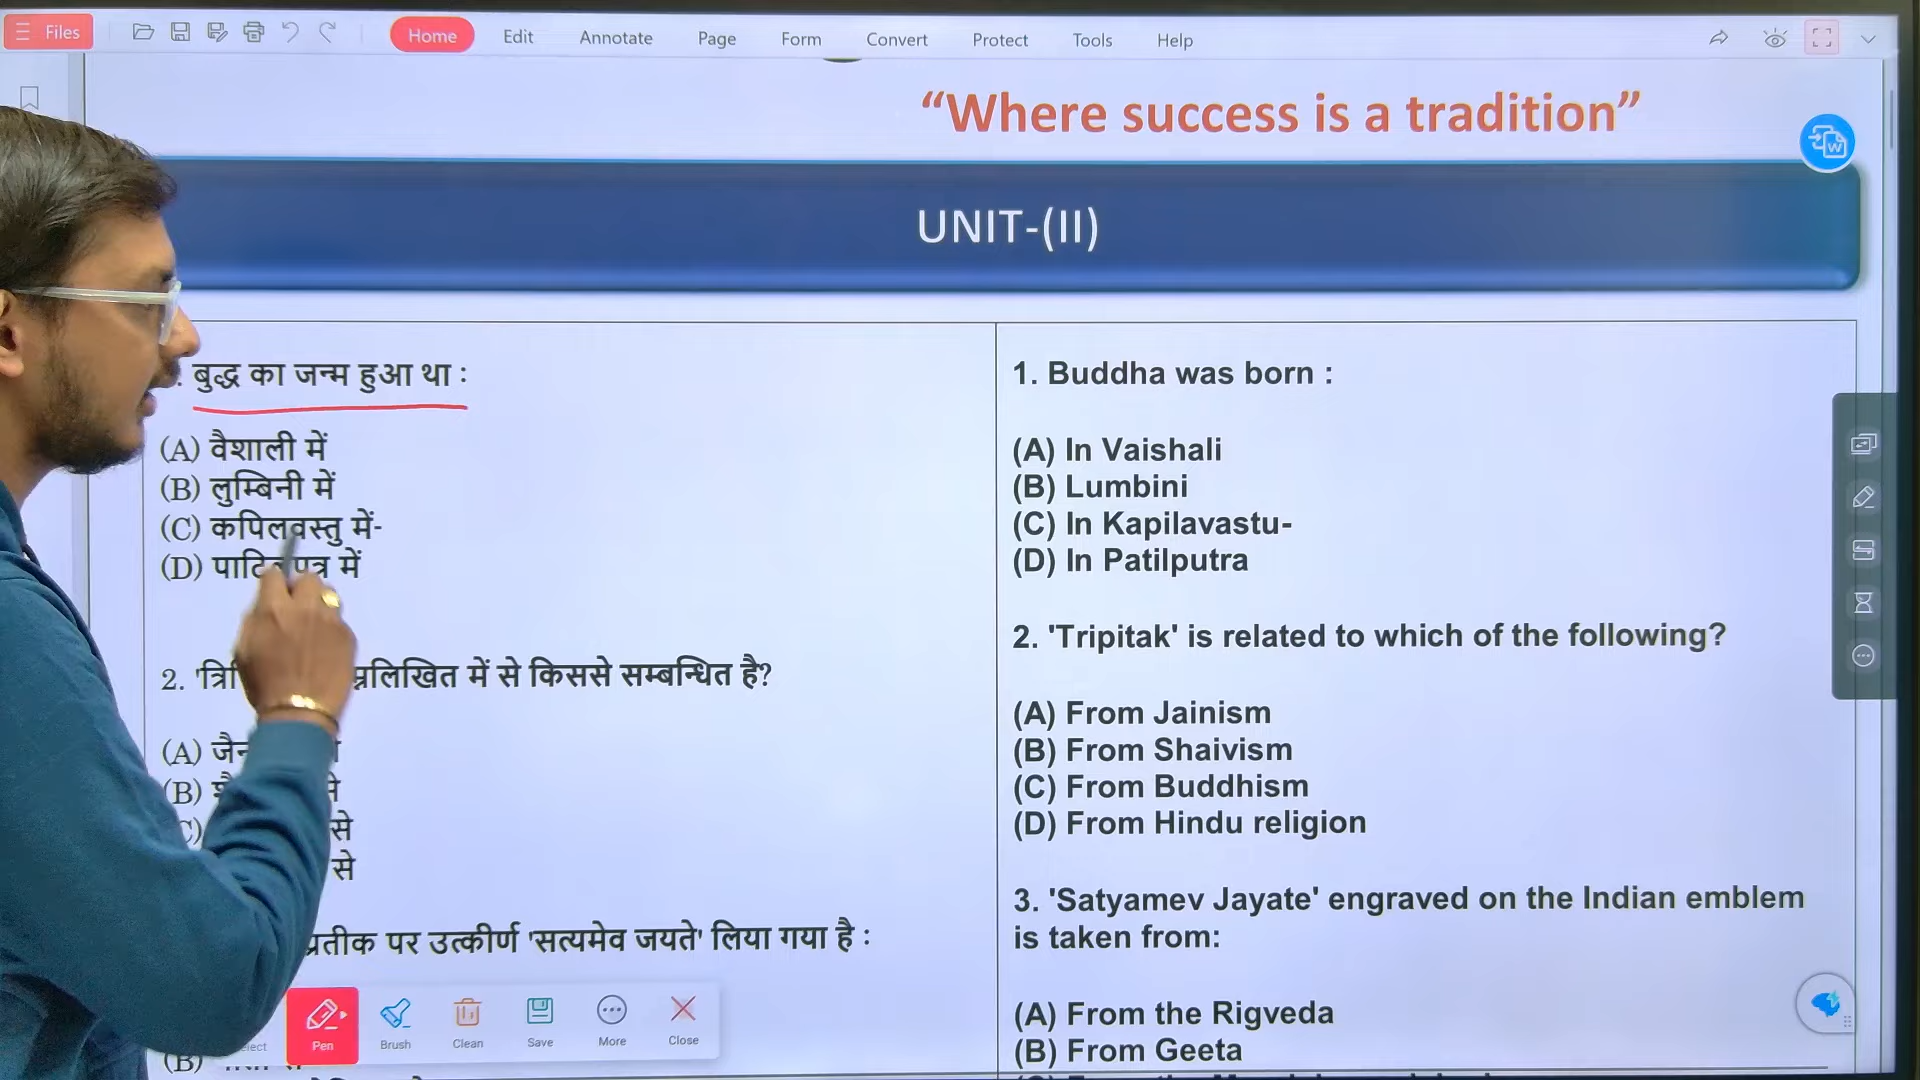 Files
Home Edit Annotate Page Form Convert Protect Tools Help
“Where success is a tradition”
UNIT-(II)
बुद्ध का जन्म हुआ था :
(A) वैशाली में
(B) लुम्बिनी में
(C) कपिलवस्तु में-
(D) में
2. में से किससे सम्बन्धित है?
(A)
(B)
से
से
प्रतीक पर उत्कीर्ण 'सत्यमेव जयते' लिया गया है :
(B)
1. Buddha was born :
(A) In Vaishali
(B) Lumbini
(C) In Kapilavastu-
(D) In Patilputra
2. 'Tripitak' is related to which of the following?
(A) From Jainism
(B) From Shaivism
(C) From Buddhism
(D) From Hindu religion
3. 'Satyamev Jayate' engraved on the Indian emblem
is taken from:
(A) From the Rigveda
(B) From Geeta
Pen Brush Clean Save More Close